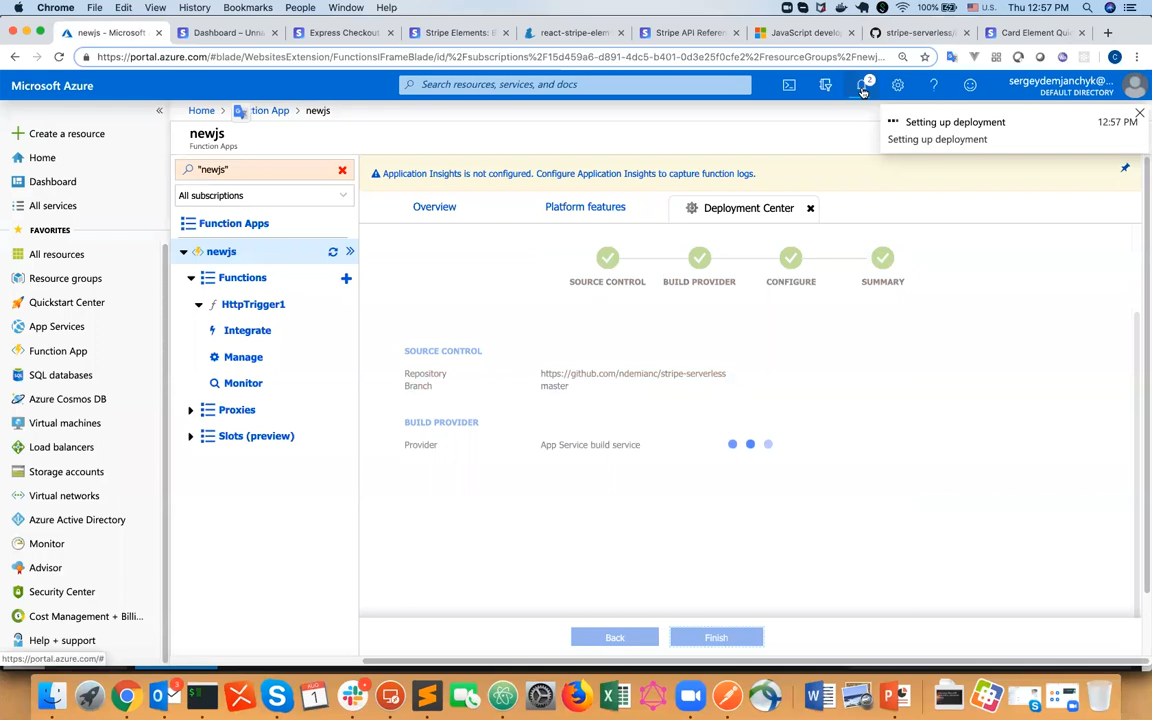 Chrome File Edit View History Bookmarks People Window Help
100% U.S. Thu 12:57 PM
newjs - Microsoft
Dashboard – Unna
Express Checkout
Stripe Elements: B
react-stripe-elem
Stripe API Referen
JavaScript develo
stripe-serverless/
Card Element Quic
https://portal.azure.com/#blade/WebsitesExtension/FunctionsIFrameBlade/id/%2Fsubscriptions%2F15d459a6-d891-4dc5-b401-0d3e25f0cfe2%2FresourceGroups%2Fnewj...
Microsoft Azure
Search resources, services, and docs
2
sergeydemjanchyk@...
DEFAULT DIRECTORY
Create a resource
Home
Dashboard
All services
FAVORITES
All resources
Resource groups
Quickstart Center
App Services
Function App
SQL databases
Azure Cosmos DB
Virtual machines
Load balancers
Storage accounts
Virtual networks
Azure Active Directory
Monitor
Advisor
Security Center
Cost Management + Billi...
Help + support
https://portal.azure.com/#
Home
tion App
newjs
newjs
Function Apps
"newjs"
All subscriptions
Function Apps
newjs
Functions
HttpTrigger1
Integrate
Manage
Monitor
Proxies
Slots (preview)
Setting up deployment 12:57 PM
Setting up deployment
Application Insights is not configured. Configure Application Insights to capture function logs.
Overview
Platform features
Deployment Center
SOURCE CONTROL
BUILD PROVIDER
CONFIGURE
SUMMARY
SOURCE CONTROL
Repository https://github.com/ndemianc/stripe-serverless
Branch master
BUILD PROVIDER
Provider App Service build service
Back
Finish